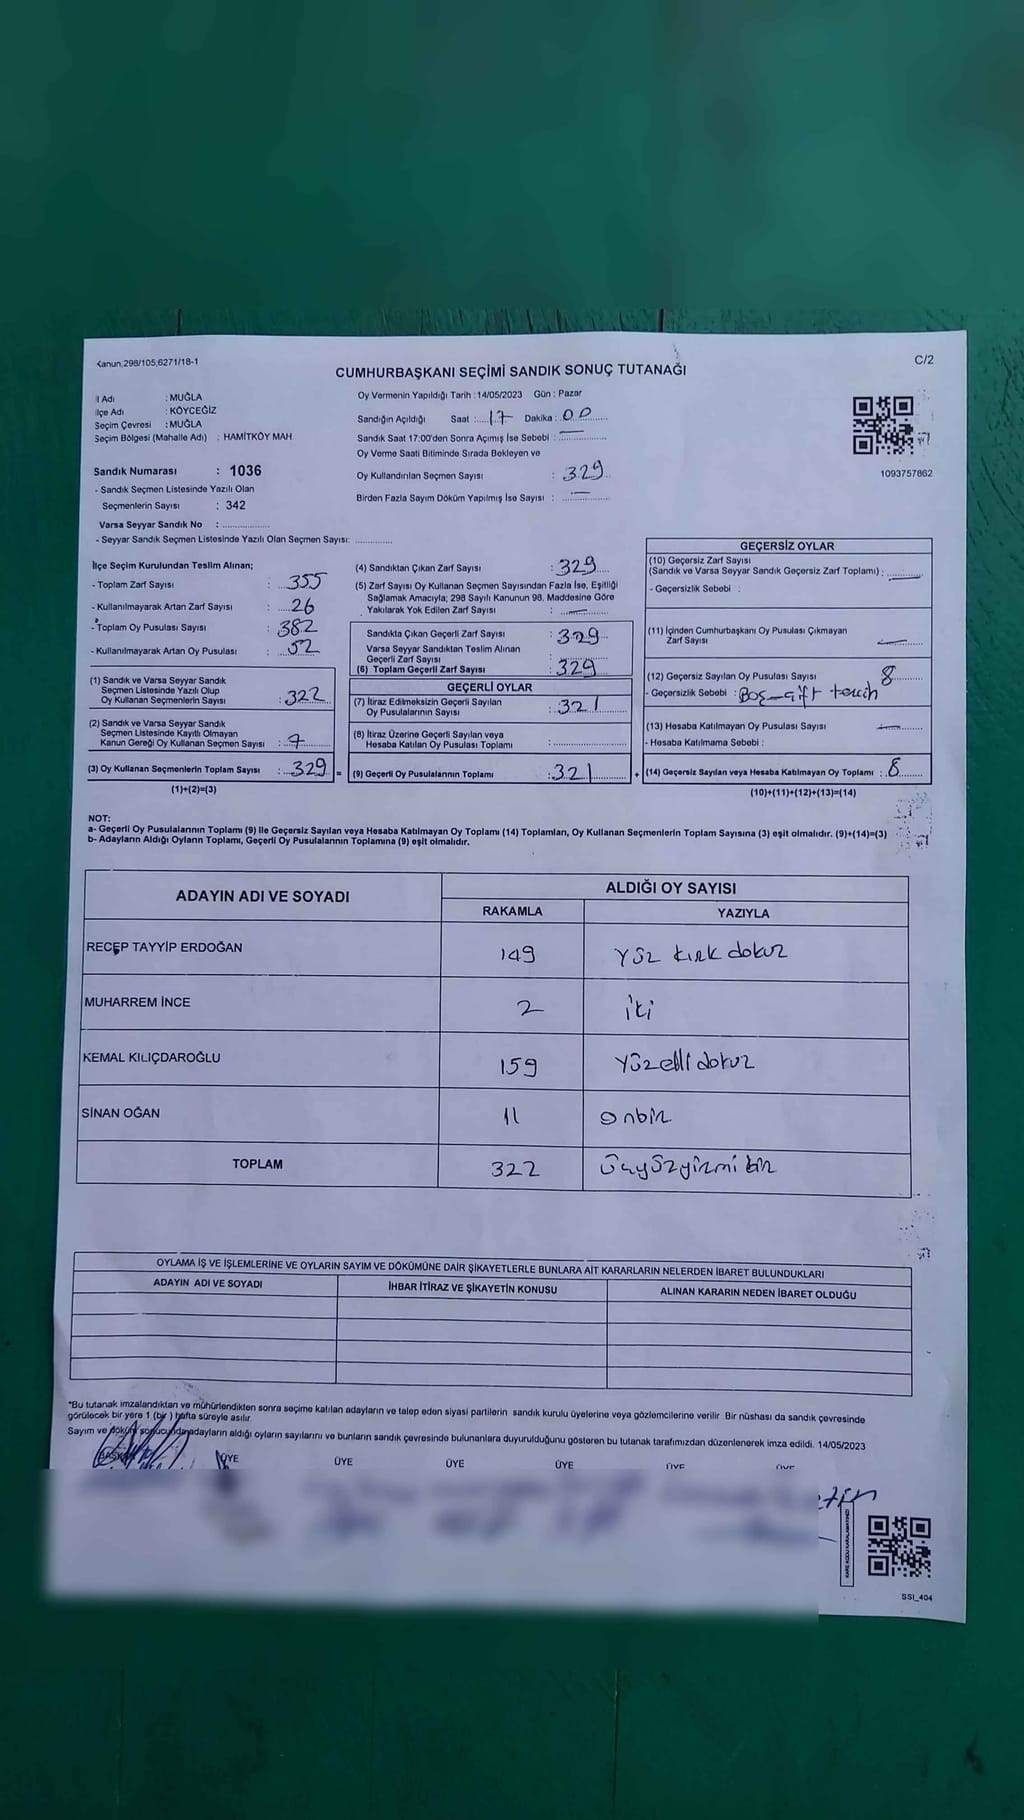 Kanun,298/105;6271/18-1
C/2
CUMHURBAŞKANI SEÇİMİ SANDIK SONUÇ TUTANAĞI
İl Adı : MUĞLA
İlçe Adı : KÖYCEĞİZ
Seçim Çevresi : MUĞLA
Seçim Bölgesi (Mahalle Adı) : HAMİTKÖY MAH
Sandık Numarası : 1036
- Sandık Seçmen Listesinde Yazılı Olan
Seçmenlerin Sayısı : 342
Varsa Seyyar Sandık No :
- Seyyar Sandık Seçmen Listesinde Yazılı Olan Seçmen Sayısı:
Oy Vermenin Yapıldığı Tarih :14/05/2023 Gün : Pazar
Sandığın Açıldığı Saat : 17 Dakika : 00
Sandık Saat 17:00'den Sonra Açımış İse Sebebi : —
Oy Verme Saati Bitiminde Sırada Bekleyen ve
Oy Kullandırılan Seçmen Sayısı : 329
Birden Fazla Sayım Döküm Yapılmış İse Sayısı : —
1093757862
İlçe Seçim Kurulundan Teslim Alınan;
- Toplam Zarf Sayısı : 355
- Kullanılmayarak Artan Zarf Sayısı : 26
- Toplam Oy Pusulası Sayısı : 382
- Kullanılmayarak Artan Oy Pusulası : 52
(1) Sandık ve Varsa Seyyar Sandık
Seçmen Listesinde Yazılı Olup
Oy Kullanan Seçmenlerin Sayısı : 322
(2) Sandık ve Varsa Seyyar Sandık
Seçmen Listesinde Kayıtlı Olmayan
Kanun Gereği Oy Kullanan Seçmen Sayısı : 7
(3) Oy Kullanan Seçmenlerin Toplam Sayısı : 329 =
(1)+(2)=(3)
(4) Sandıktan Çıkan Zarf Sayısı : 329
(5) Zarf Sayısı Oy Kullanan Seçmen Sayısından Fazla İse, Eşitliği
Sağlamak Amacıyla; 298 Sayılı Kanunun 98. Maddesine Göre
Yakılarak Yok Edilen Zarf Sayısı : —
Sandıkta Çıkan Geçerli Zarf Sayısı : 329
Varsa Seyyar Sandıktan Teslim Alınan
Geçerli Zarf Sayısı :
(6) Toplam Geçerli Zarf Sayısı : 329
GEÇERLİ OYLAR
(7) İtiraz Edilmeksizin Geçerli Sayılan
Oy Pusulalarının Sayısı : 321
(8) İtiraz Üzerine Geçerli Sayılan veya
Hesaba Katılan Oy Pusulası Toplamı :
(9) Geçerli Oy Pusulalarının Toplamı : 321 +
GEÇERSİZ OYLAR
(10) Geçersiz Zarf Sayısı
(Sandık ve Varsa Seyyar Sandık Geçersiz Zarf Toplamı) : —
- Geçersizlik Sebebi :
(11) İçinden Cumhurbaşkanı Oy Pusulası Çıkmayan
Zarf Sayısı : —
(12) Geçersiz Sayılan Oy Pusulası Sayısı : 8
- Geçersizlik Sebebi : Boş - çift tercih
(13) Hesaba Katılmayan Oy Pusulası Sayısı : —
- Hesaba Katılmama Sebebi :
(14) Geçersiz Sayılan veya Hesaba Katılmayan Oy Toplamı : 8
(10)+(11)+(12)+(13)=(14)
NOT:
a- Geçerli Oy Pusulalarının Toplamı (9) ile Geçersiz Sayılan veya Hesaba Katılmayan Oy Toplamı (14) Toplamları, Oy Kullanan Seçmenlerin Toplam Sayısına (3) eşit olmalıdır. (9)+(14)=(3)
b- Adayların Aldığı Oyların Toplamı, Geçerli Oy Pusulalarının Toplamına (9) eşit olmalıdır.
ADAYIN ADI VE SOYADI
ALDIĞI OY SAYISI
RAKAMLA YAZIYLA
RECEP TAYYİP ERDOĞAN 149 Yüz kırk dokuz
MUHARREM İNCE 2 iki
KEMAL KILIÇDAROĞLU 159 Yüzelli dokuz
SİNAN OĞAN 11 onbir
TOPLAM 322 Üçyüzyirmi bir
OYLAMA İŞ VE İŞLEMLERİNE VE OYLARIN SAYIM VE DÖKÜMÜNE DAİR ŞİKAYETLERLE BUNLARA AİT KARARLARIN NELERDEN İBARET BULUNDUKLARI
ADAYIN ADI VE SOYADI İHBAR İTİRAZ VE ŞİKAYETİN KONUSU ALINAN KARARIN NEDEN İBARET OLDUĞU
*Bu tutanak imzalandıktan ve mühürlendikten sonra seçime katılan adayların ve talep eden siyasi partilerin sandık kurulu üyelerine veya gözlemcilerine verilir. Bir nüshası da sandık çevresinde
görülecek bir yere 1 (bir ) hafta süreyle asılır.
Sayım ve döküm sonucunda adayların aldığı oyların sayılarını ve bunların sandık çevresinde bulunanlara duyurulduğunu gösteren bu tutanak tarafımızdan düzenlenerek imza edildi. 14/05/2023
BAŞKAN ÜYE ÜYE ÜYE ÜYE ÜYE ÜYE
SSI_404